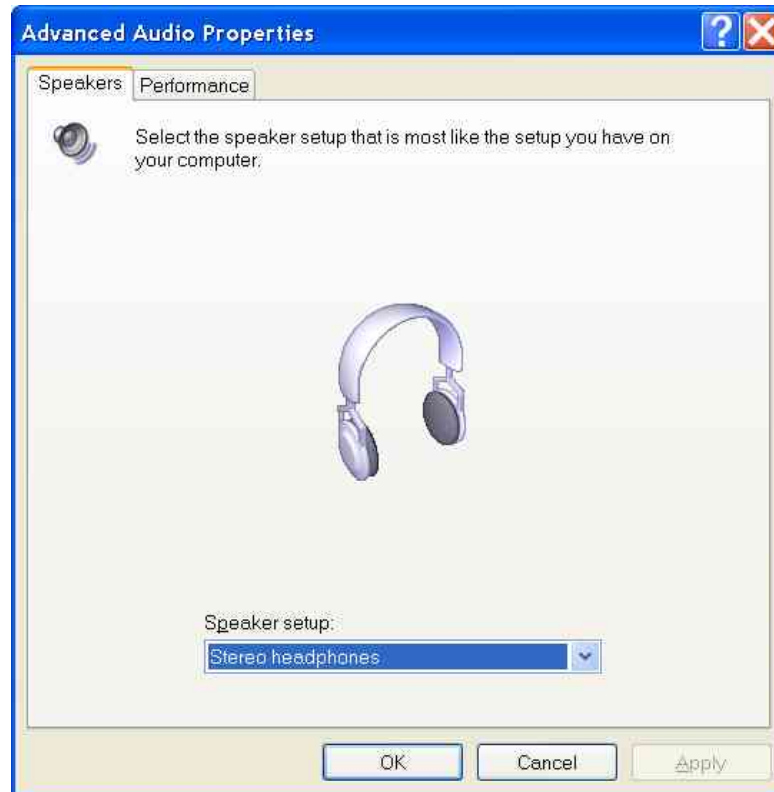 Advanced Audio Properties
Speakers Performance
Select the speaker setup that is most like the setup you have on
your computer.
Speaker setup:
Stereo headphones
OK Cancel Apply